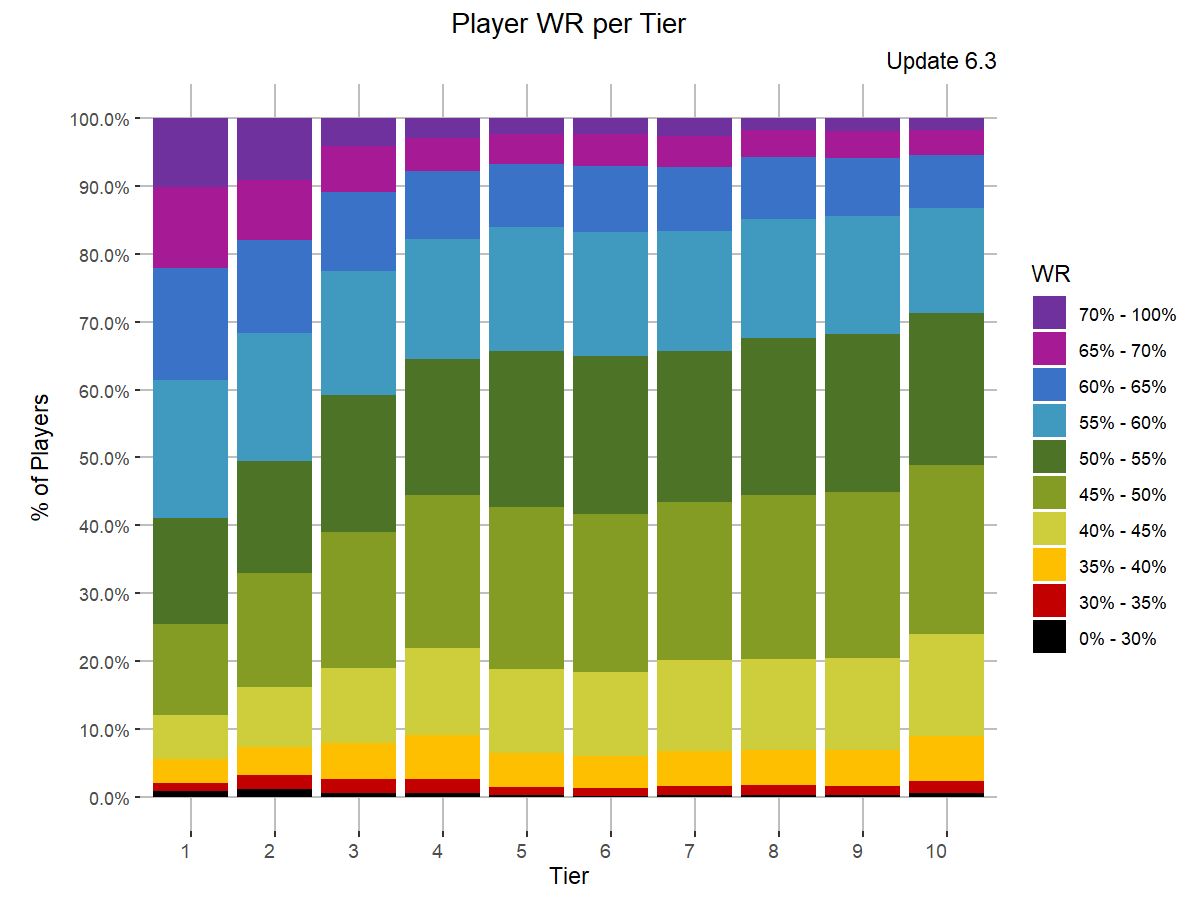 Player WR per Tier
Update 6.3
% of Players
100.0%
90.0%
80.0%
70.0%
60.0%
50.0%
40.0%
30.0%
20.0%
10.0%
0.0%
1 2 3 4 5 6 7 8 9 10
Tier
WR
70% - 100%
65% - 70%
60% - 65%
55% - 60%
50% - 55%
45% - 50%
40% - 45%
35% - 40%
30% - 35%
0% - 30%